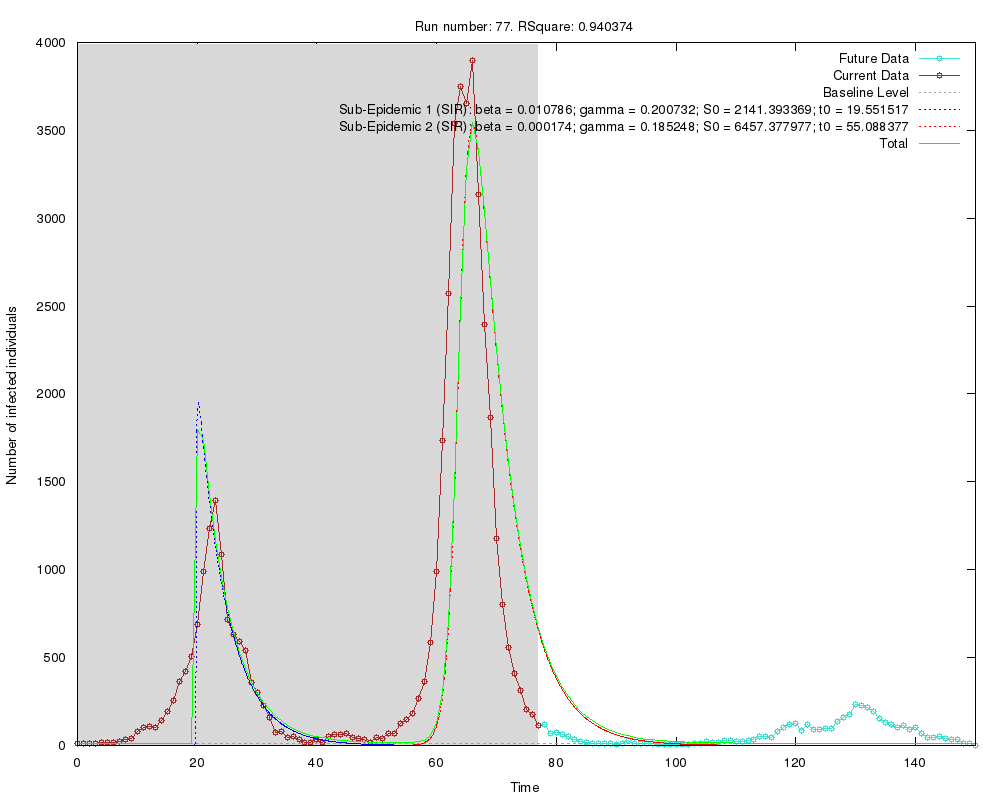 Run number: 77. RSquare: 0.940374
Future Data
Current Data
Baseline Level
Sub-Epidemic 1 (SIR): beta = 0.010786; gamma = 0.200732; S0 = 2141.393369; t0 = 19.551517
Sub-Epidemic 2 (SIR): beta = 0.000174; gamma = 0.185248; S0 = 6457.377977; t0 = 55.088377
Total
4000
3500
3000
2500
2000
1500
1000
500
0
Number of infected individuals
0 20 40 60 80 100 120 140
Time